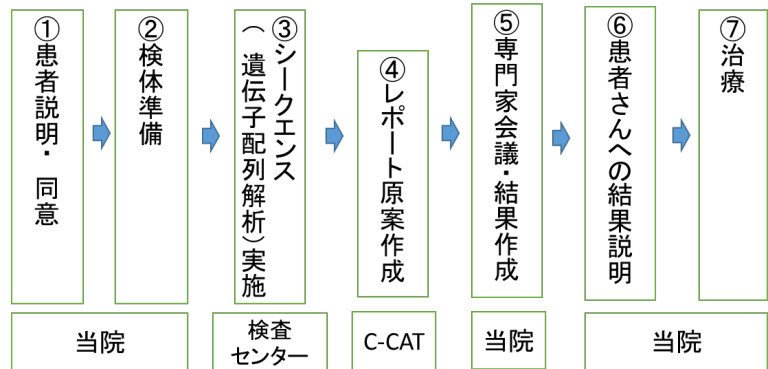 ①患者説明・同意
②検体準備
③シークエンス
（遺伝子配列解析）実施
④レポート原案作成
⑤専門家会議・結果作成
⑥患者さんへの結果説明
⑦治療
当院
検査
センター
C-CAT
当院
当院